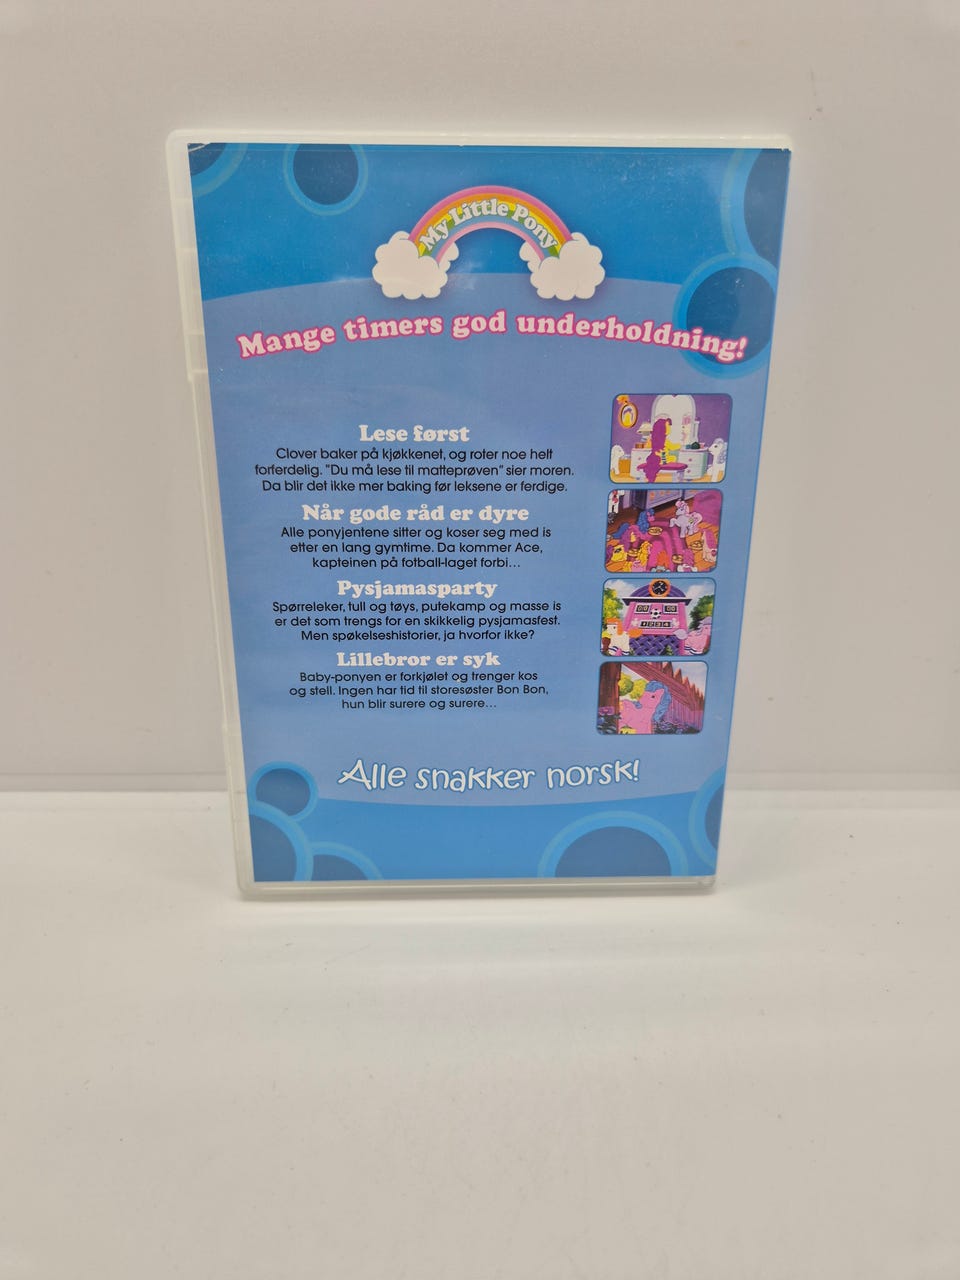 My Little Pony
Mange timers god underholdning!
Lese først
Clover baker på kjøkkenet, og roter noe helt
forferdelig. "Du må lese til matteprøven" sier moren.
Da blir det ikke mer baking før leksene er ferdige.
Når gode råd er dyre
Alle ponyjentene sitter og koser seg med is
etter en lang gymtime. Da kommer Ace,
kapteinen på fotball-laget forbi...
Pysjamasparty
Spørreleker, tull og tøys, putekamp og masse is
er det som trengs for en skikkelig pysjamasfest.
Men spøkelseshistorier, ja hvorfor ikke?
Lillebror er syk
Baby-ponyen er forkjølet og trenger kos
og stell. Ingen har tid til storesøster Bon Bon,
hun blir surere og surere...
Alle snakker norsk!